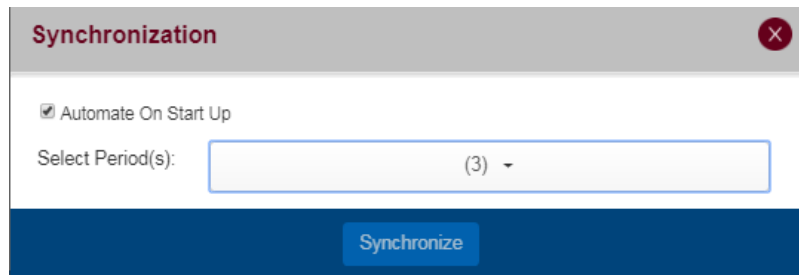 Synchronization
Automate On Start Up
Select Period(s):
(3)
Synchronize